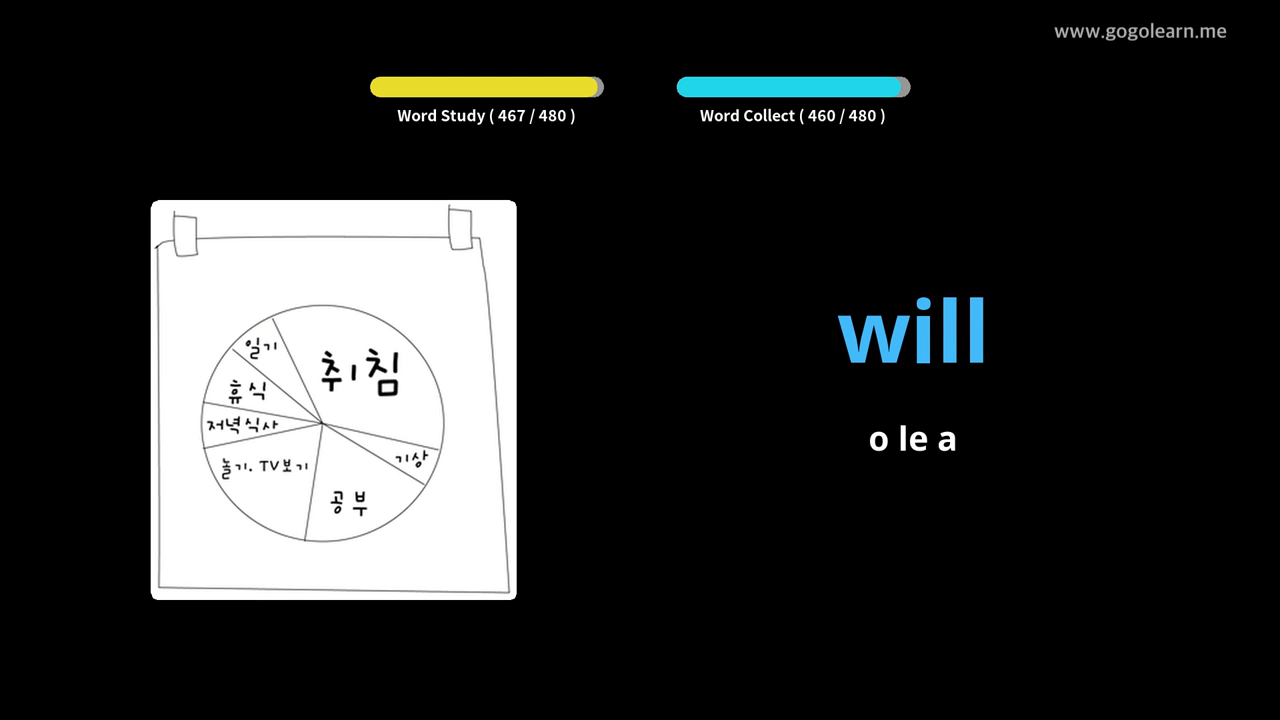 www.gogolearn.me
Word Study ( 467 / 480 )
Word Collect ( 460 / 480 )
일기
취침
휴식
저녁식사
놀기. TV보기
기상
공부
will
o le a